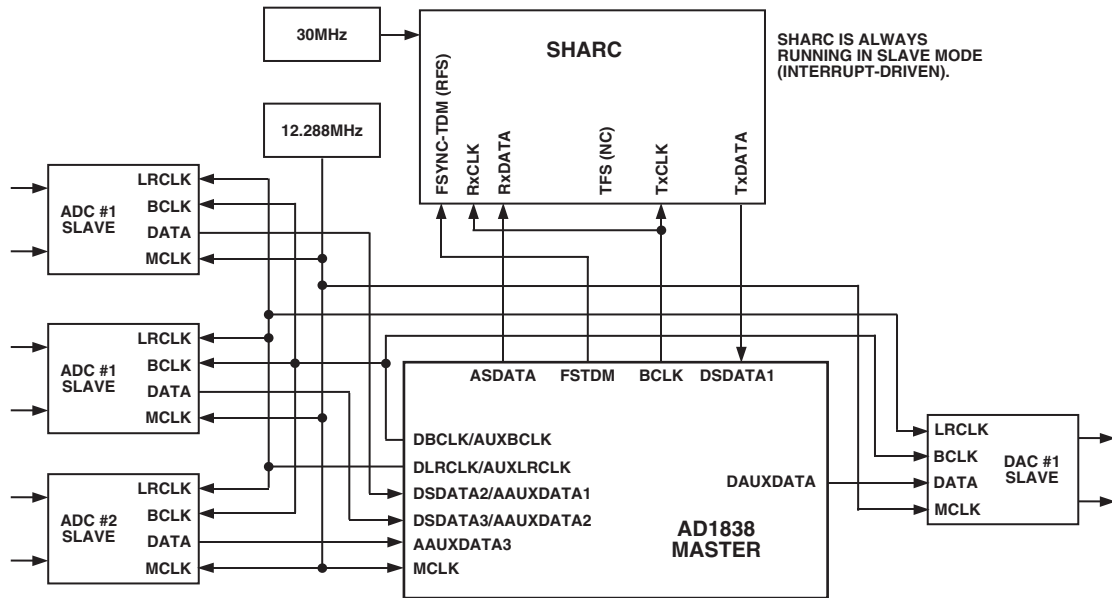 30MHz
SHARC
SHARC IS ALWAYS
RUNNING IN SLAVE MODE
(INTERRUPT-DRIVEN).
12.288MHz
FSYNC-TDM (RFS)
RxCLK
RxDATA
TFS (NC)
TxCLK
TxDATA
ADC #1
SLAVE
LRCLK
BCLK
DATA
MCLK
ADC #1
SLAVE
LRCLK
BCLK
DATA
MCLK
ADC #2
SLAVE
LRCLK
BCLK
DATA
MCLK
ASDATA
FSTDM
BCLK
DSDATA1
DBCLK/AUXBCLK
DLRCLK/AUXLRCLK
DSDATA2/AAUXDATA1
DSDATA3/AAUXDATA2
AAUXDATA3
MCLK
DAUXDATA
AD1838
MASTER
LRCLK
BCLK
DATA
MCLK
DAC #1
SLAVE